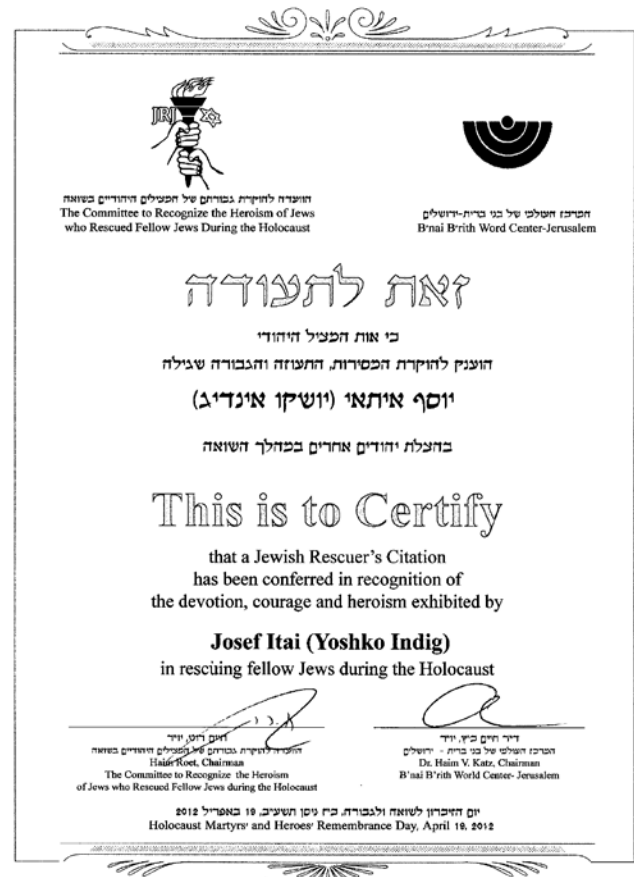 JRJ
הוועדה להוקרת גבורתם של המצילים היהודיים בשואה
The Committee to Recognize the Heroism of Jews
who Rescued Fellow Jews During the Holocaust
המרכז העולמי של בני ברית-ירושלים
B'nai B'rith Word Center-Jerusalem
זאת לתעודה
כי אות המציל היהודי
הוענק להוקרת המסירות, התעוזה והגבורה שגילה
יוסף איתאי (יושקו אינדיג)
בהצלת יהודים אחרים במהלך השואה
This is to Certify
that a Jewish Rescuer's Citation
has been conferred in recognition of
the devotion, courage and heroism exhibited by
Josef Itai (Yoshko Indig)
in rescuing fellow Jews during the Holocaust
חיים רוט, יו״ר
הוועדה להוקרת גבורתם של המצילים היהודיים בשואה
Haim Roet, Chairman
The Committee to Recognize the Heroism
of Jews who Rescued Fellow Jews during the Holocaust
ד״ר חיים כ״ץ, יו״ר
המרכז העולמי של בני ברית - ירושלים
Dr. Haim V. Katz, Chairman
B'nai B'rith World Center- Jerusalem
יום הזיכרון לשואה ולגבורה, כ״ז ניסן תשע״ב, 19 באפריל 2012
Holocaust Martyrs' and Heroes' Remembrance Day, April 19, 2012